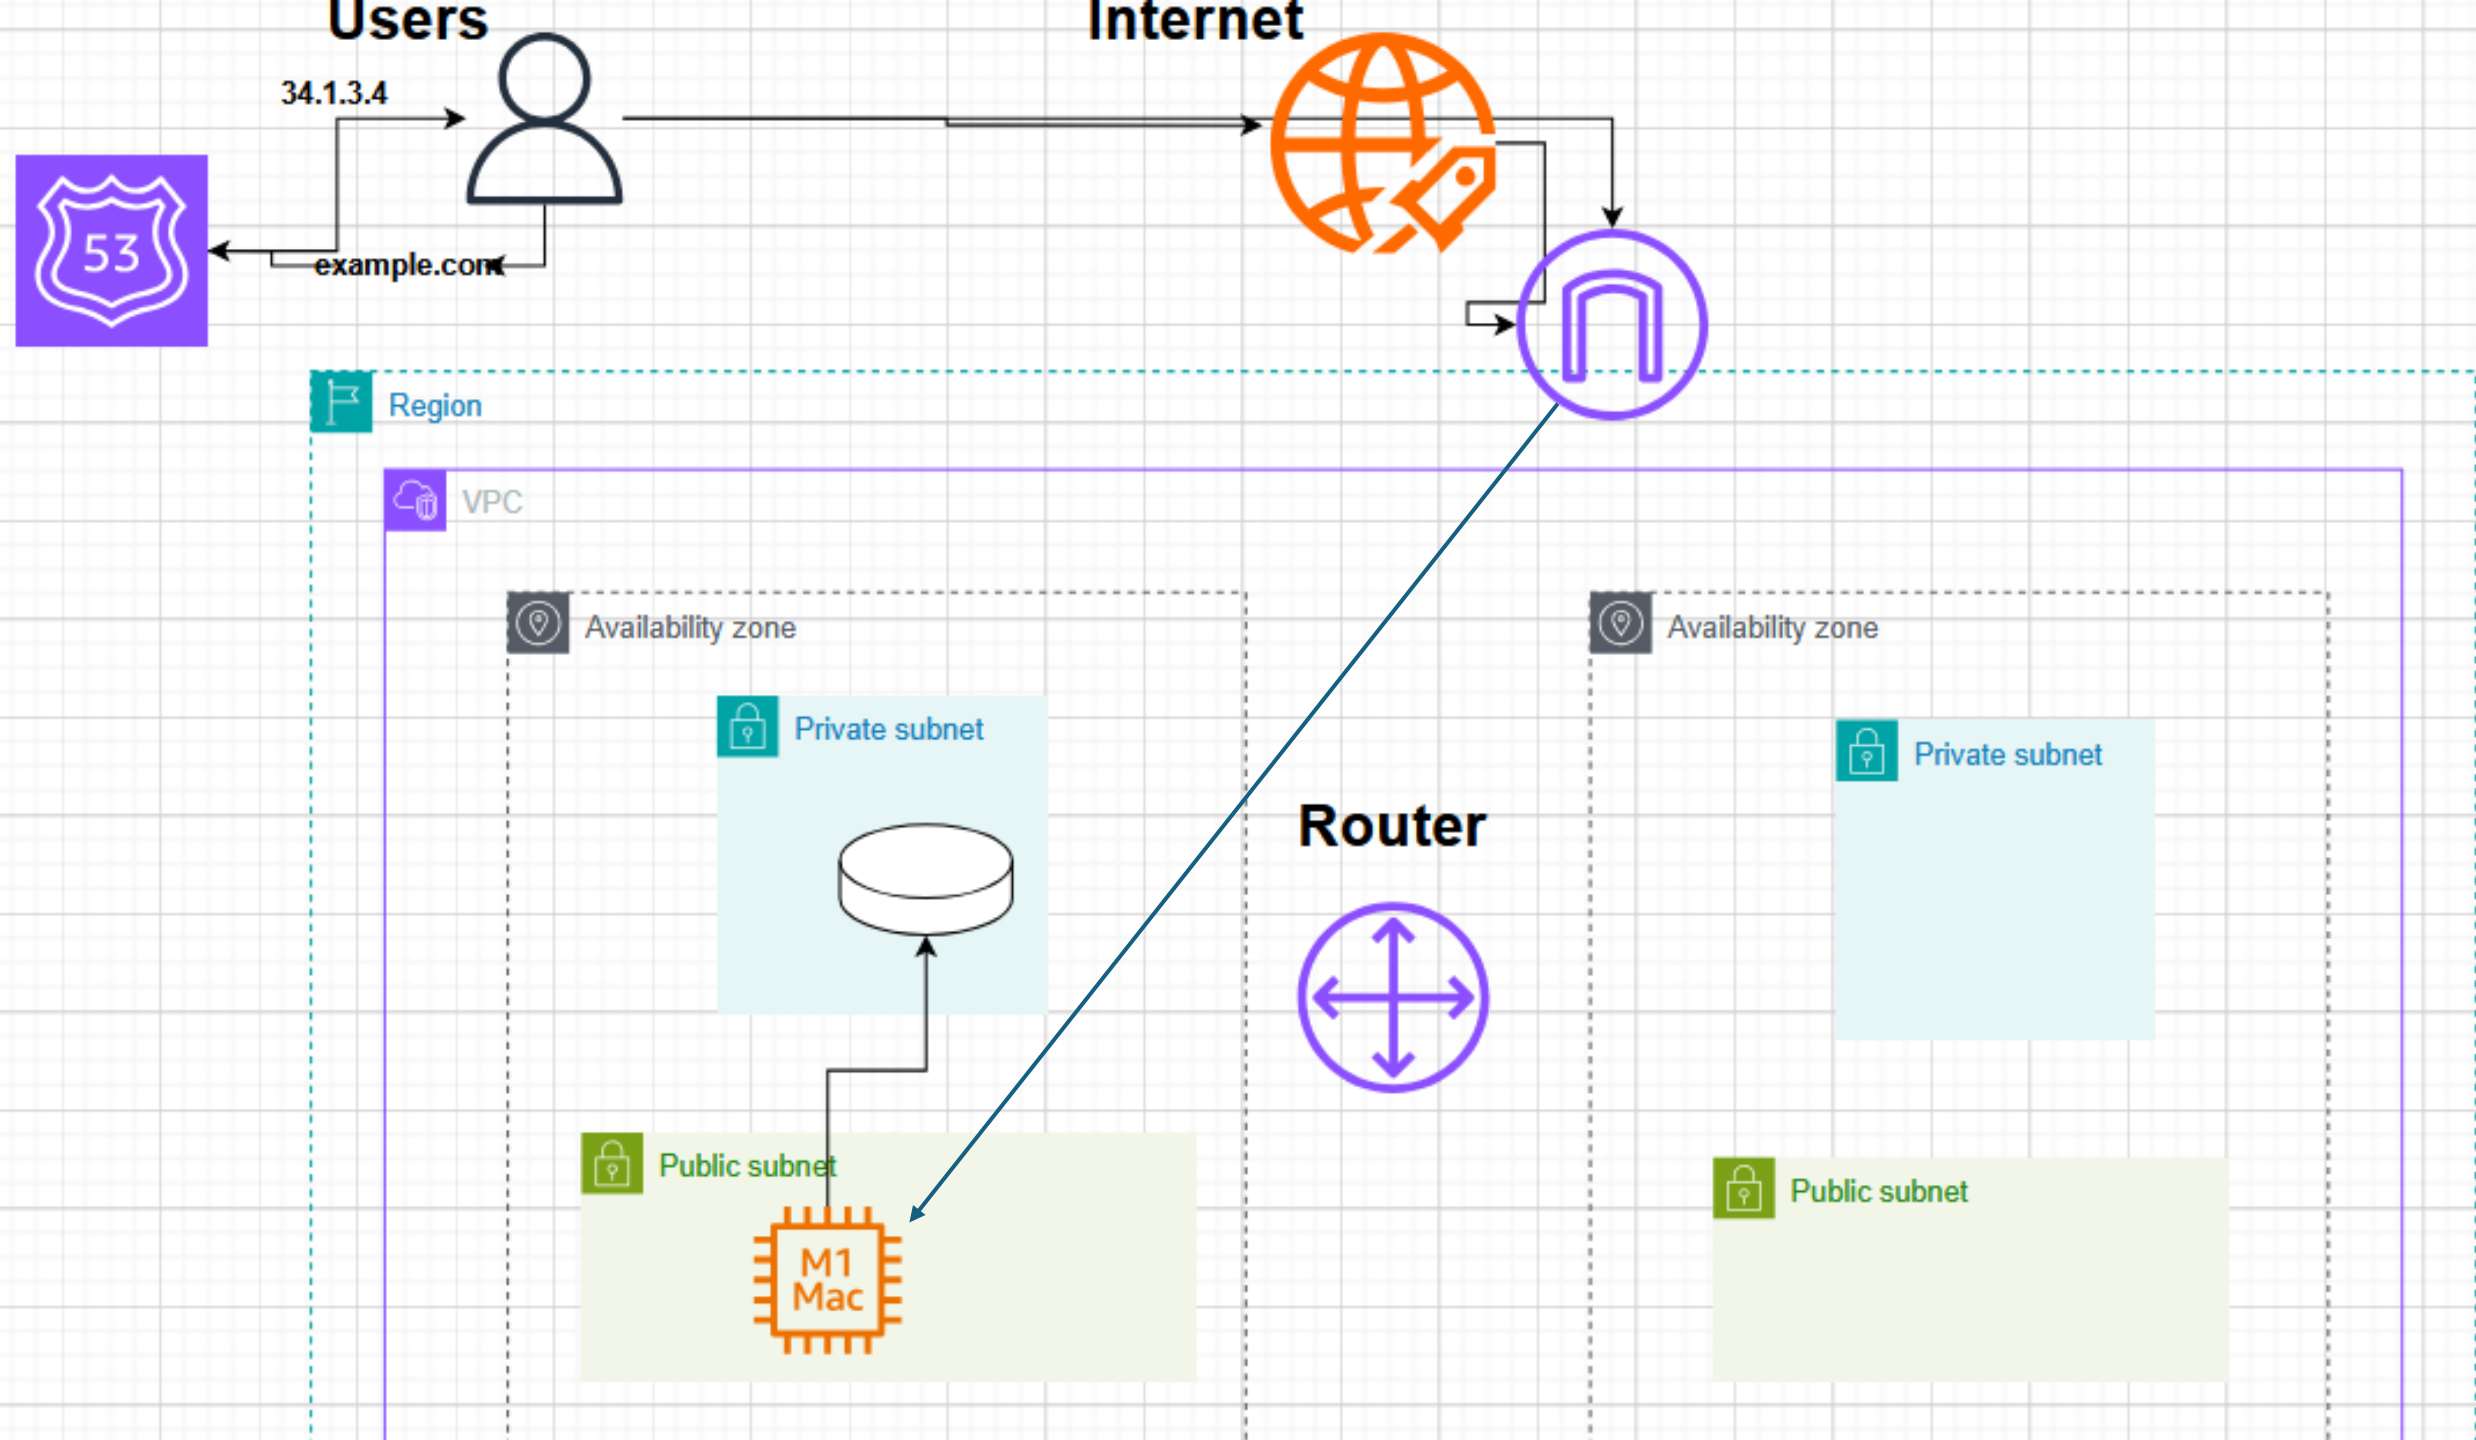 Users
Internet
34.1.3.4
53
example.com
Region
VPC
Availability zone
Availability zone
Private subnet
Private subnet
Router
Public subnet
Public subnet
M1
Mac